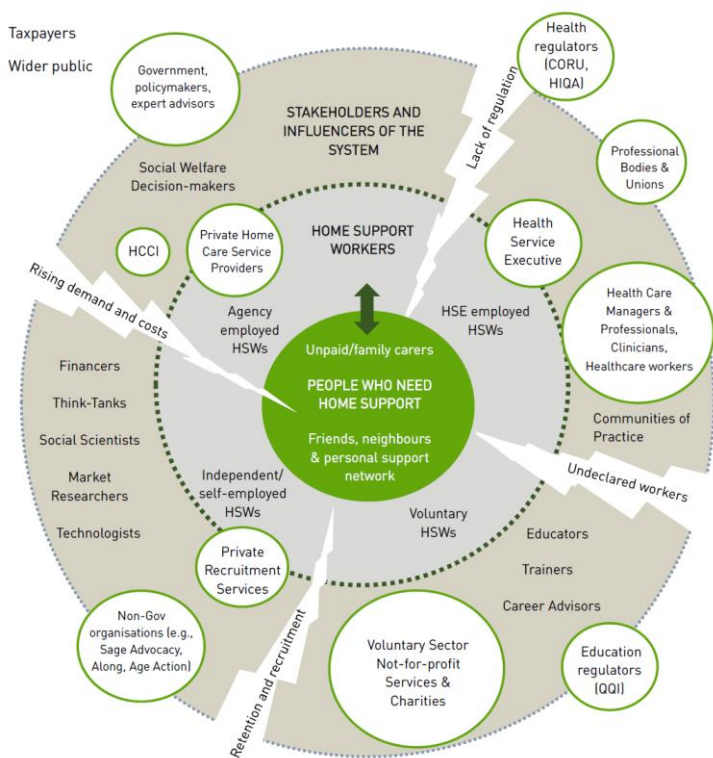 Taxpayers
Wider public
Government,
policymakers,
expert advisors
STAKEHOLDERS AND
INFLUENCERS OF THE
SYSTEM
Lack of regulation
Health
regulators
(CORU,
HIQA)
Professional
Bodies &
Unions
Social Welfare
Decision-makers
HCCI
Private Home
Care Service
Providers
HOME SUPPORT
WORKERS
Health
Service
Executive
Rising demand and costs
Agency
employed
HSWs
HSE employed
HSWs
Health Care
Managers &
Professionals,
Clinicians,
Healthcare workers
Unpaid/family carers
PEOPLE WHO NEED
HOME SUPPORT
Friends, neighbours
& personal support
network
Financers
Think-Tanks
Social Scientists
Market
Researchers
Technologists
Communities of
Practice
Undeclared workers
Independent/
self-employed
HSWs
Voluntary
HSWs
Educators
Trainers
Career Advisors
Private
Recruitment
Services
Non-Gov
organisations (e.g.,
Sage Advocacy,
Along, Age Action)
Retention and recruitment
Voluntary Sector
Not-for-profit
Services &
Charities
Education
regulators
(QQI)